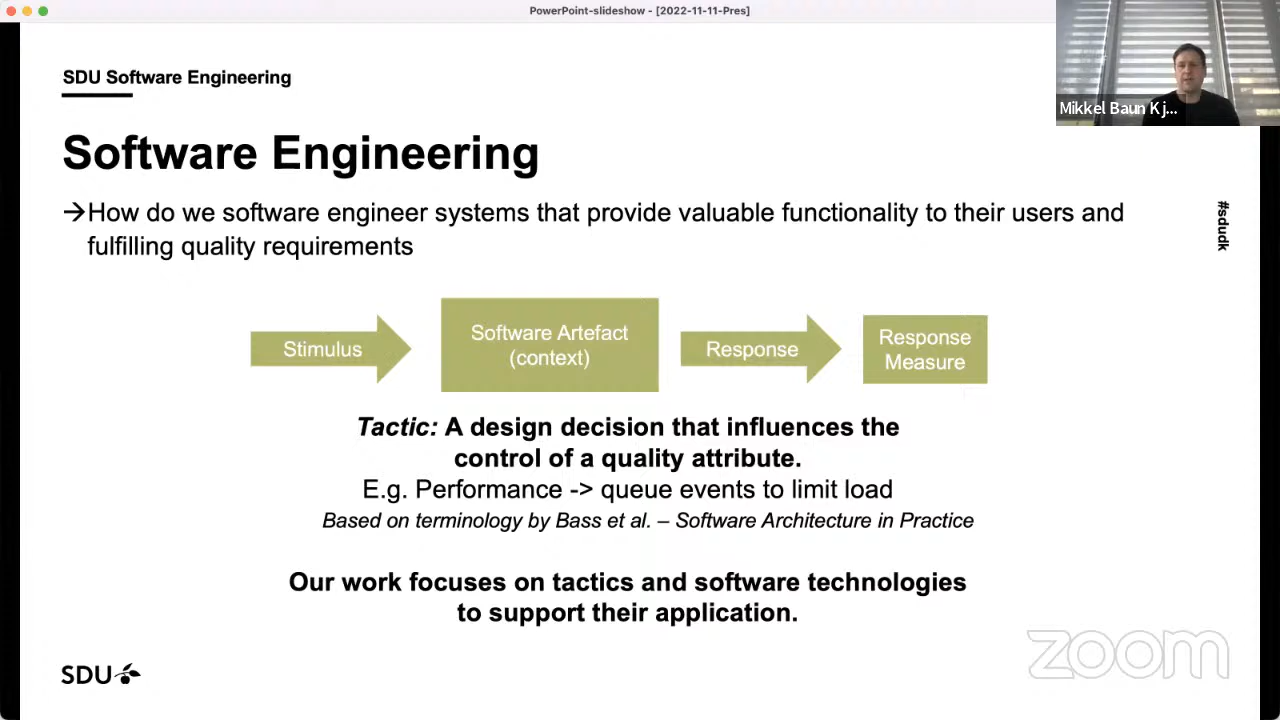 PowerPoint-slideshow - [2022-11-11-Pres]
Mikkel Baun Kj...
SDU Software Engineering
Software Engineering
→How do we software engineer systems that provide valuable functionality to their users and
fulfilling quality requirements
#sdudk
Stimulus
Software Artefact
(context)
Response
Response
Measure
Tactic: A design decision that influences the
control of a quality attribute.
E.g. Performance -> queue events to limit load
Based on terminology by Bass et al. – Software Architecture in Practice
Our work focuses on tactics and software technologies
to support their application.
SDU
zoom